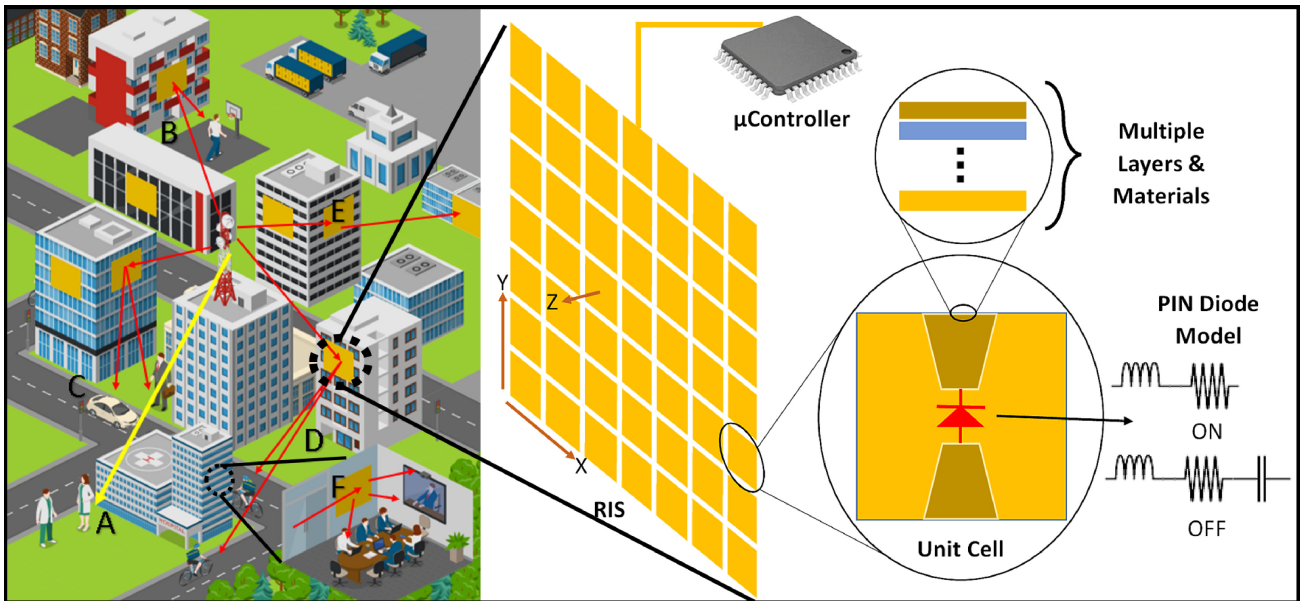 B
E
C
D
A
F
µController
Y
Z
X
RIS
Multiple
Layers &
Materials
Unit Cell
PIN Diode
Model
ON
OFF